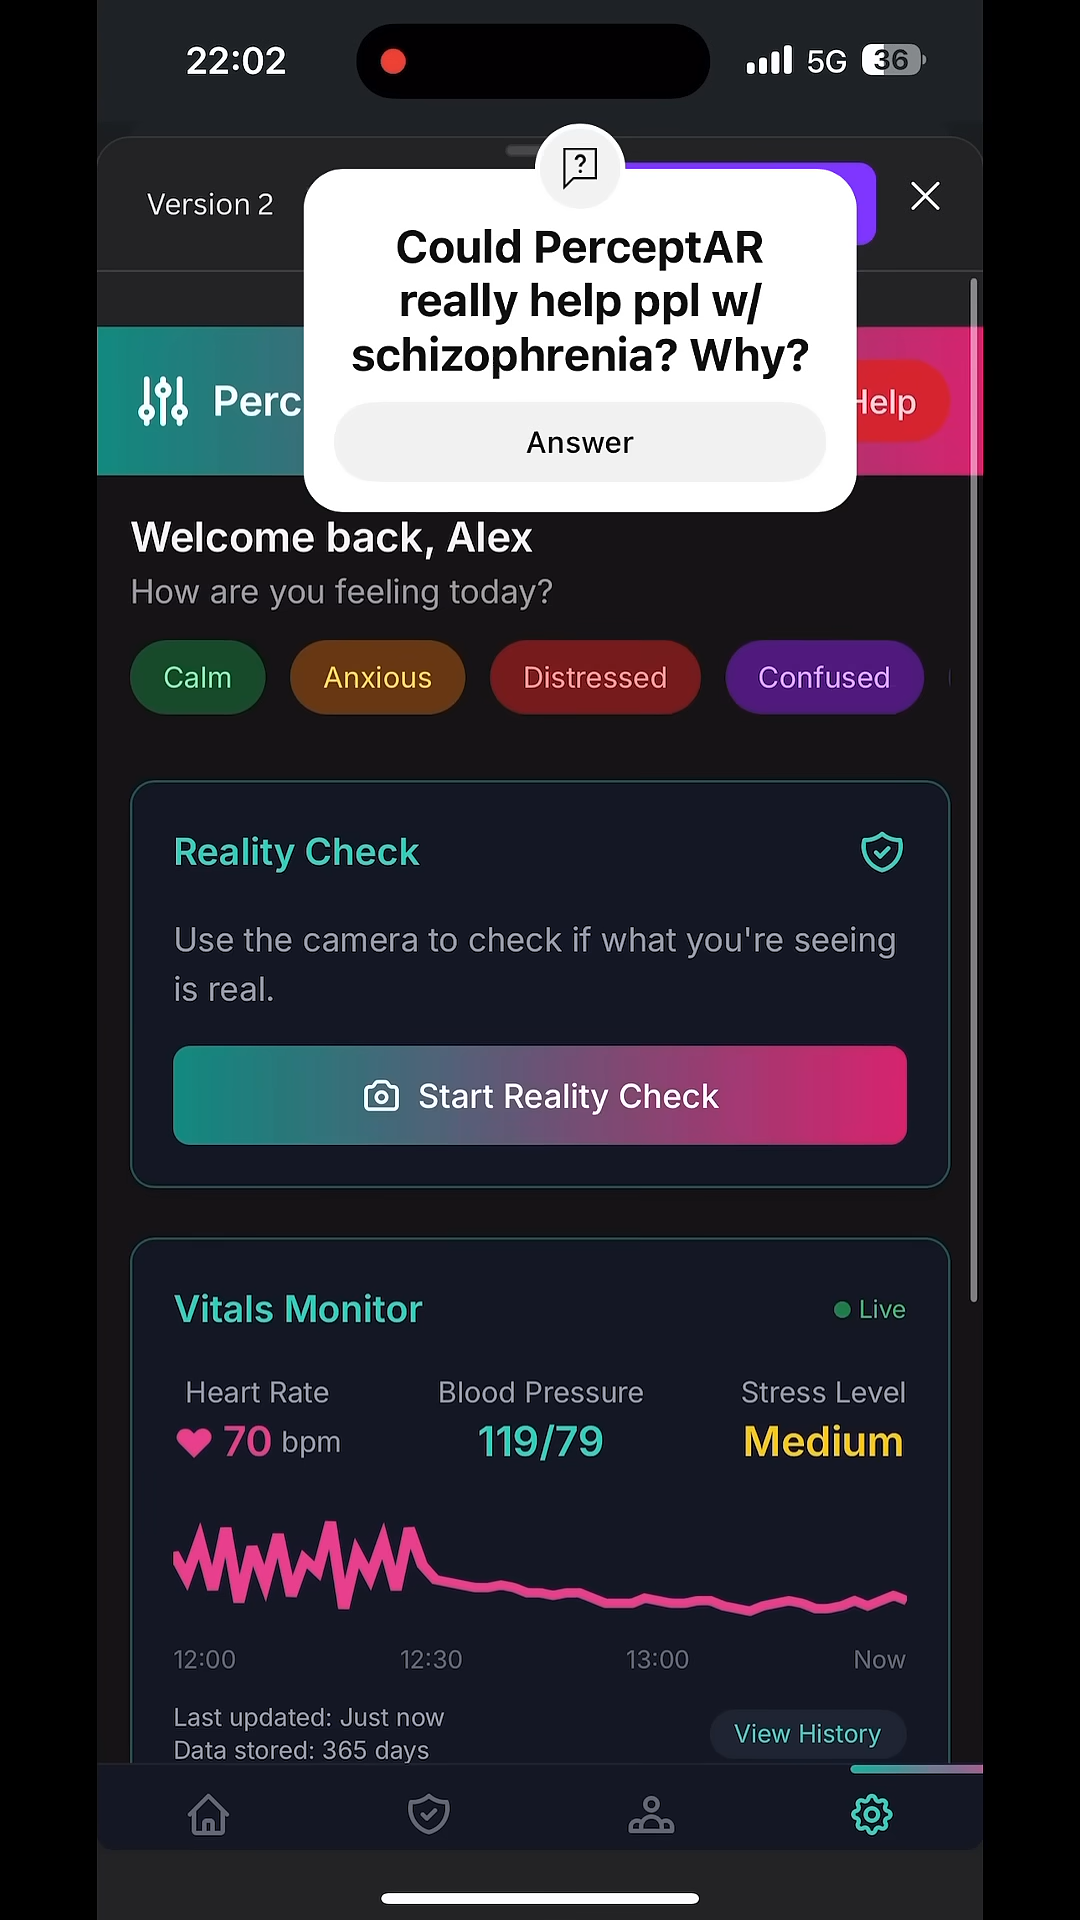 22:02
5G
36
Version 2
?
Could PerceptAR
really help ppl w/
schizophrenia? Why?
Answer
Perc
Help
Welcome back, Alex
How are you feeling today?
Calm
Anxious
Distressed
Confused
Reality Check
Use the camera to check if what you're seeing
is real.
Start Reality Check
Vitals Monitor
Live
Heart Rate
Blood Pressure
Stress Level
70 bpm
119/79
Medium
12:00
12:30
13:00
Now
Last updated: Just now
Data stored: 365 days
View History